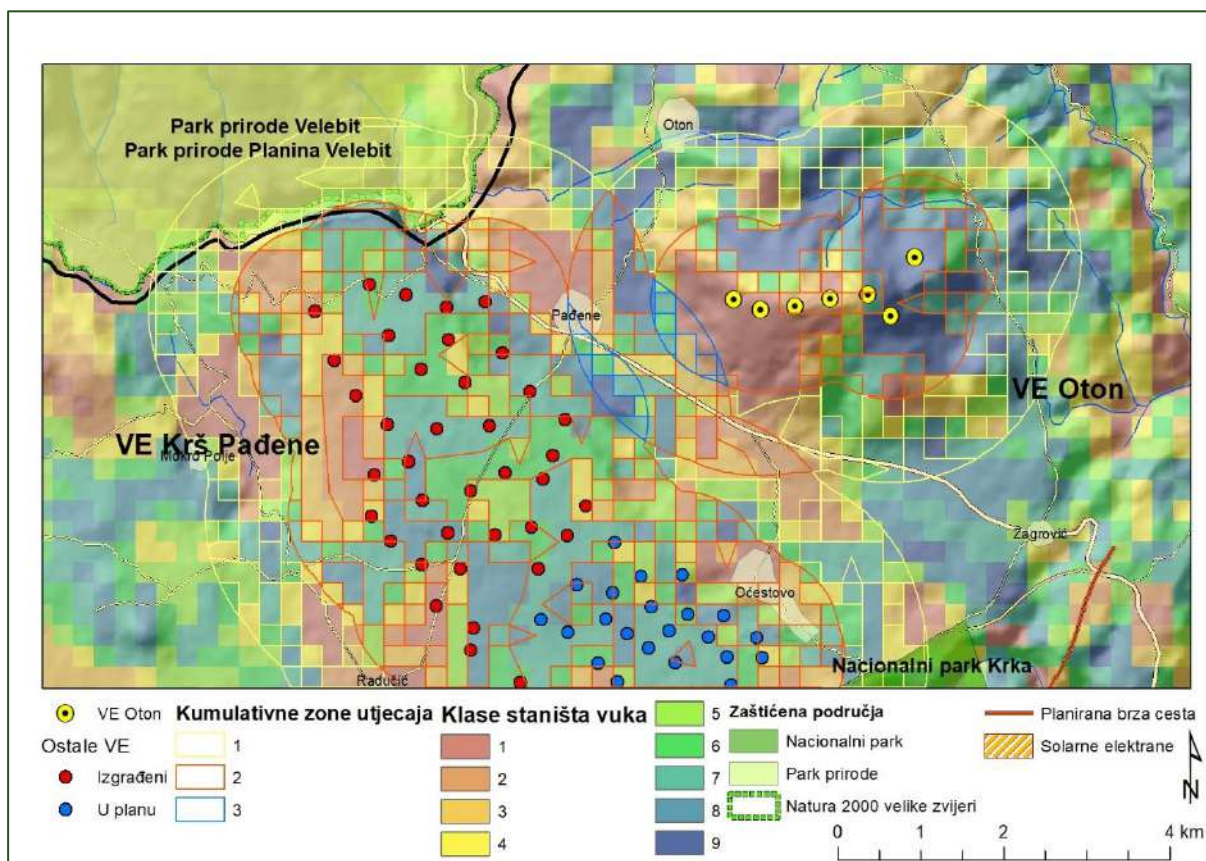 Park prirode Velebit
Park prirode Planina Velebit
Oton
Pađene
VE Oton
VE Krš Pađene
Mokro Polje
Zagrović
Oćestovo
Nacionalni park Krka
Radučić
VE Oton
Ostale VE
Izgrađeni
U planu
Kumulativne zone utjecaja
1
2
3
Klase staništa vuka
1
2
3
4
5
6
7
8
9
Zaštićena područja
Nacionalni park
Park prirode
Natura 2000 velike zvijeri
Planirana brza cesta
Solarne elektrane
N
0 1 2 4 km